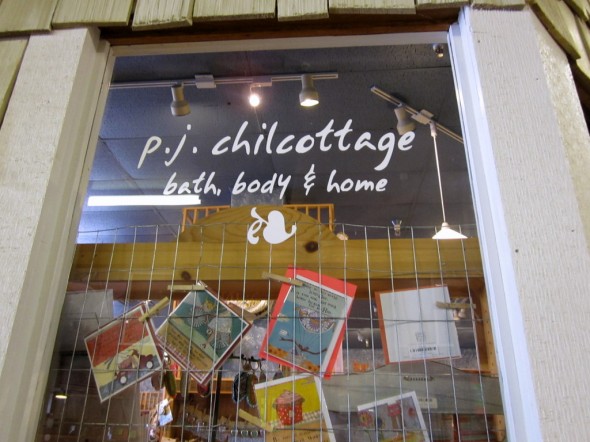 p.j. chilcottage
bath, body & home